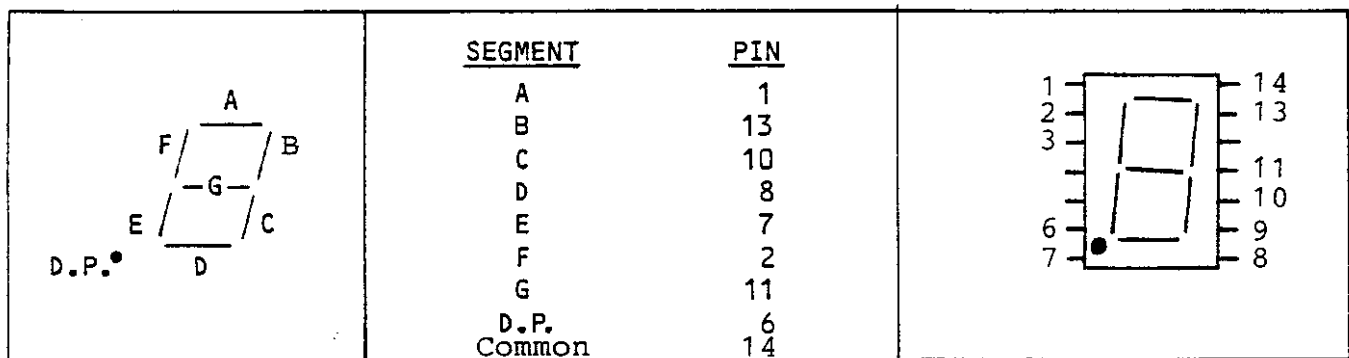 A
F B
G
E C
D.P. D
SEGMENT PIN
A 1
B 13
C 10
D 8
E 7
F 2
G 11
D.P. 6
Common 14
1 14
2 13
3
11
10
6 9
7 8